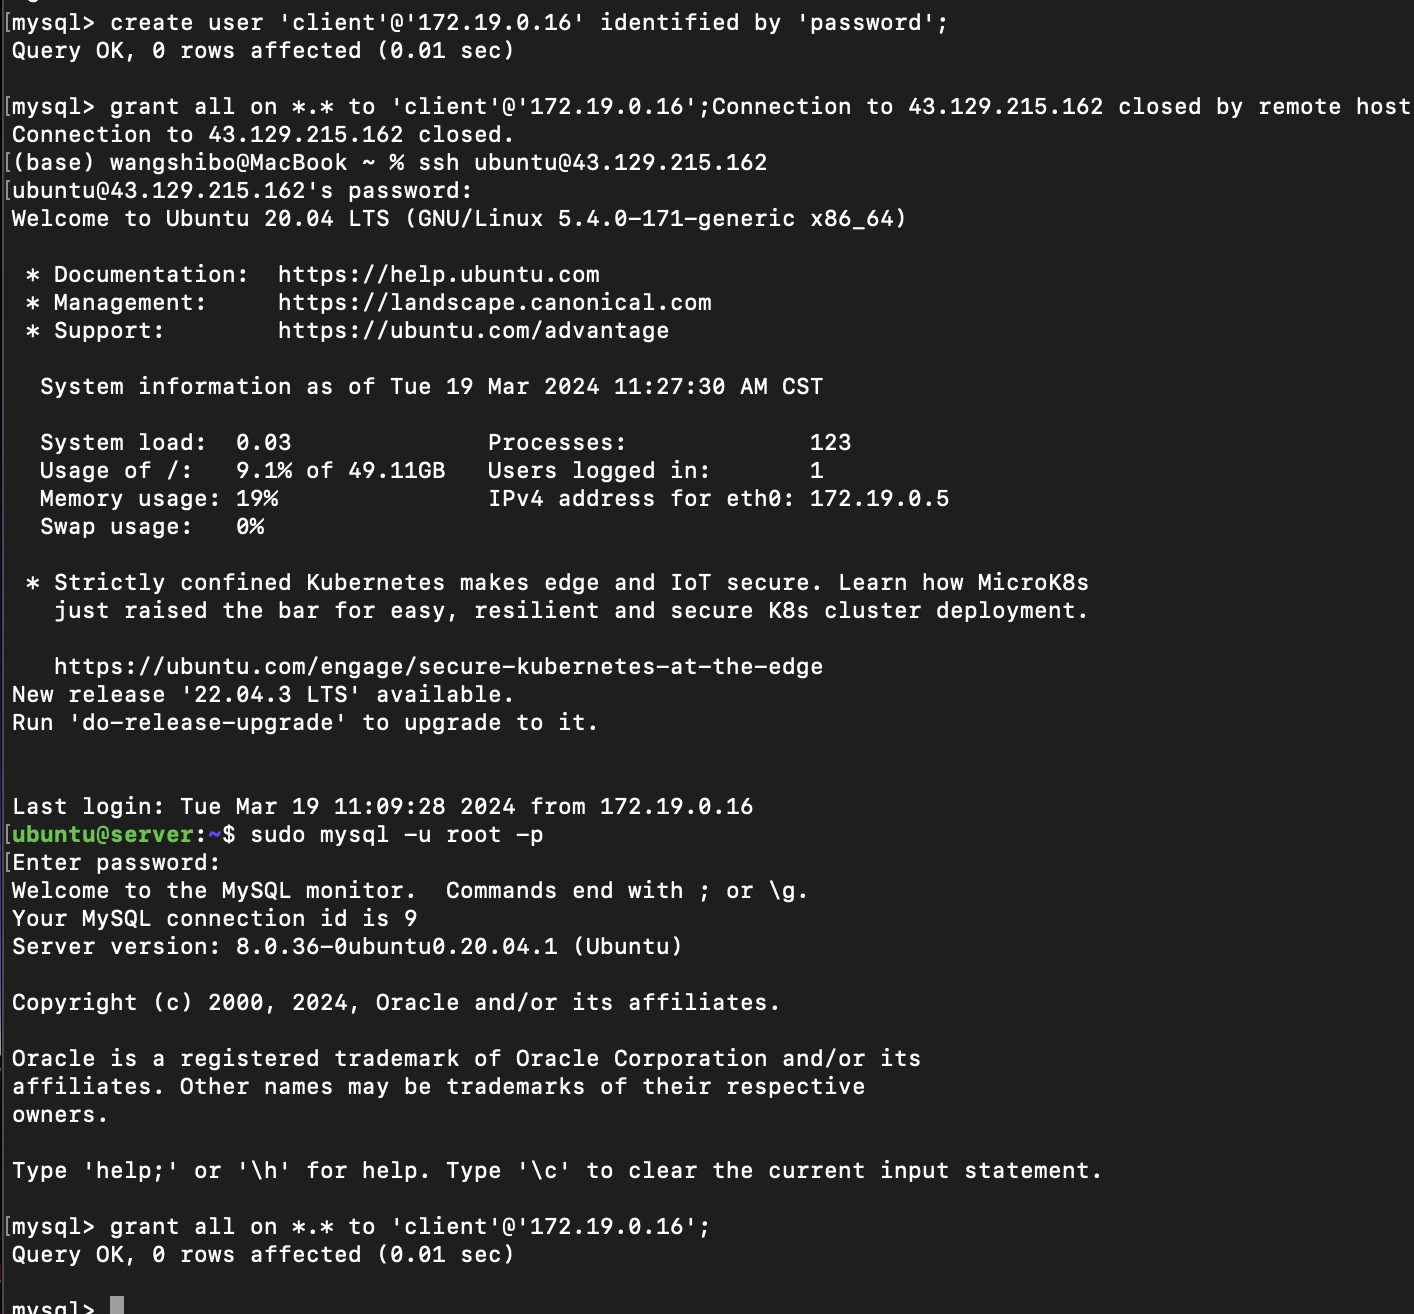 [mysql> create user 'client'@'172.19.0.16' identified by 'password';
Query OK, 0 rows affected (0.01 sec)
[mysql> grant all on *.* to 'client'@'172.19.0.16';Connection to 43.129.215.162 closed by remote host
Connection to 43.129.215.162 closed.
[(base) wangshibo@MacBook ~ % ssh ubuntu@43.129.215.162
[ubuntu@43.129.215.162's password:
Welcome to Ubuntu 20.04 LTS (GNU/Linux 5.4.0-171-generic x86_64)
* Documentation:  https://help.ubuntu.com
* Management:     https://landscape.canonical.com
* Support:        https://ubuntu.com/advantage
System information as of Tue 19 Mar 2024 11:27:30 AM CST
System load:  0.03              Processes:             123
Usage of /:   9.1% of 49.11GB   Users logged in:       1
Memory usage: 19%               IPv4 address for eth0: 172.19.0.5
Swap usage:   0%
* Strictly confined Kubernetes makes edge and IoT secure. Learn how MicroK8s
just raised the bar for easy, resilient and secure K8s cluster deployment.
https://ubuntu.com/engage/secure-kubernetes-at-the-edge
New release '22.04.3 LTS' available.
Run 'do-release-upgrade' to upgrade to it.
Last login: Tue Mar 19 11:09:28 2024 from 172.19.0.16
[ubuntu@server:~$ sudo mysql -u root -p
[Enter password:
Welcome to the MySQL monitor.  Commands end with ; or \g.
Your MySQL connection id is 9
Server version: 8.0.36-0ubuntu0.20.04.1 (Ubuntu)
Copyright (c) 2000, 2024, Oracle and/or its affiliates.
Oracle is a registered trademark of Oracle Corporation and/or its
affiliates. Other names may be trademarks of their respective
owners.
Type 'help;' or '\h' for help. Type '\c' to clear the current input statement.
[mysql> grant all on *.* to 'client'@'172.19.0.16';
Query OK, 0 rows affected (0.01 sec)
mysql>